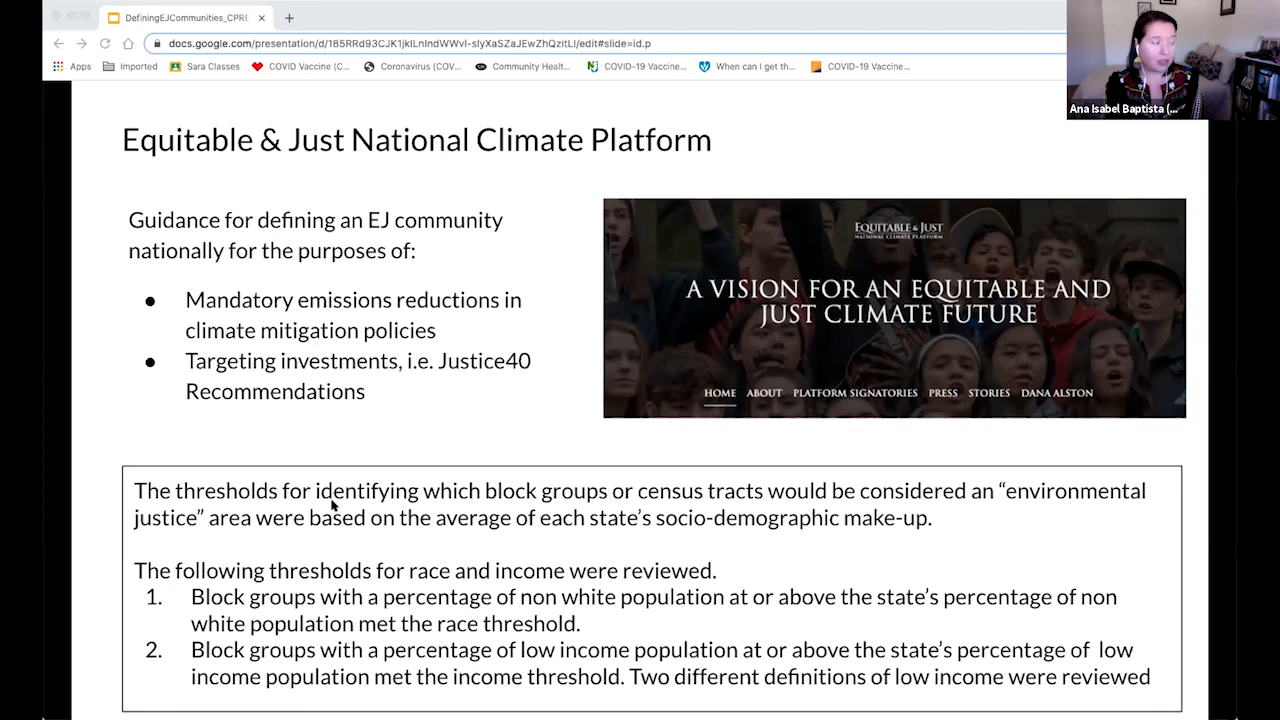 DefiningEJCommunities_CPRE
docs.google.com/presentation/d/185RRd93CJK1jklLnIndWWvI-slyXaSZaJEwZhQzitLI/edit#slide=id.p
Apps
Imported
Sara Classes
COVID Vaccine (C...
Coronavirus (COV...
Community Healt...
COVID-19 Vaccine...
When can I get th...
COVID-19 Vaccine...
Ana Isabel Baptista (...
Equitable & Just National Climate Platform
Guidance for defining an EJ community
nationally for the purposes of:
● Mandatory emissions reductions in
climate mitigation policies
● Targeting investments, i.e. Justice40
Recommendations
EQUITABLE & JUST
NATIONAL CLIMATE PLATFORM
A VISION FOR AN EQUITABLE AND
JUST CLIMATE FUTURE
HOME ABOUT PLATFORM SIGNATORIES PRESS STORIES DANA ALSTON
The thresholds for identifying which block groups or census tracts would be considered an “environmental
justice” area were based on the average of each state’s socio-demographic make-up.
The following thresholds for race and income were reviewed.
1. Block groups with a percentage of non white population at or above the state’s percentage of non
white population met the race threshold.
2. Block groups with a percentage of low income population at or above the state’s percentage of low
income population met the income threshold. Two different definitions of low income were reviewed